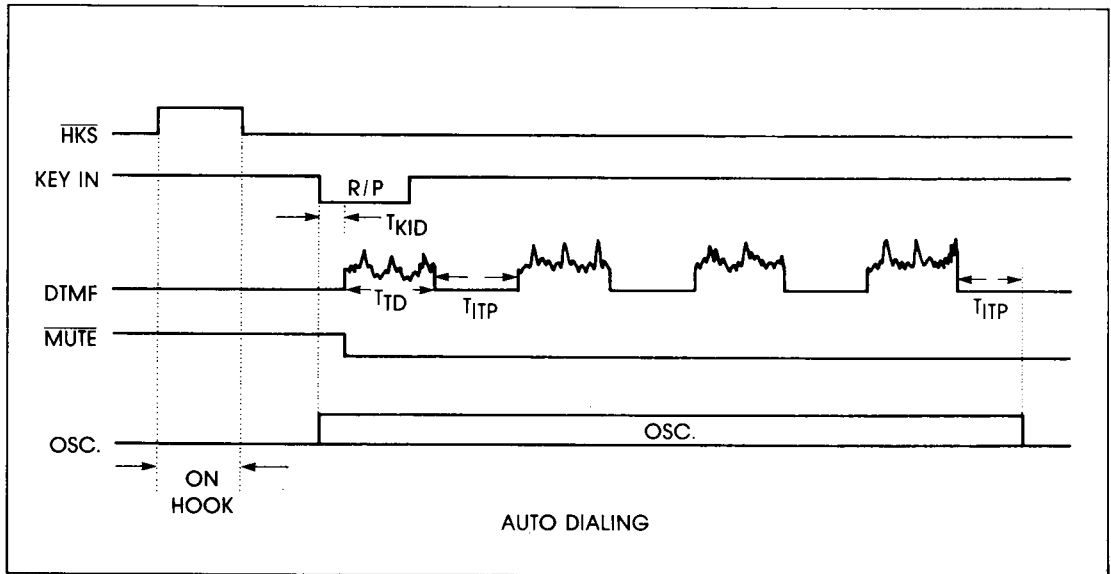 HKS
KEY IN
R/P
TKID
DTMF
TTD
TITP
TITP
MUTE
OSC.
OSC.
ON
HOOK
AUTO DIALING